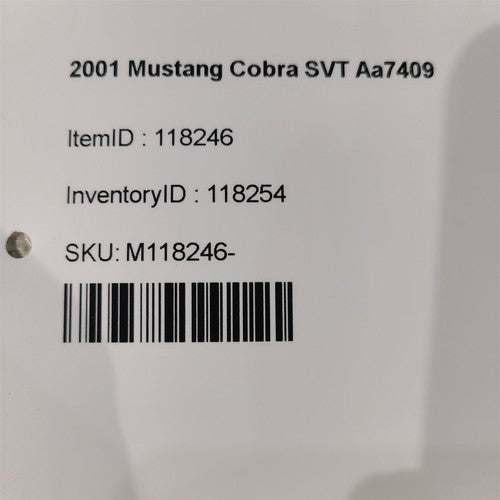 2001 Mustang Cobra SVT Aa7409
ItemID : 118246
InventoryID : 118254
SKU: M118246-